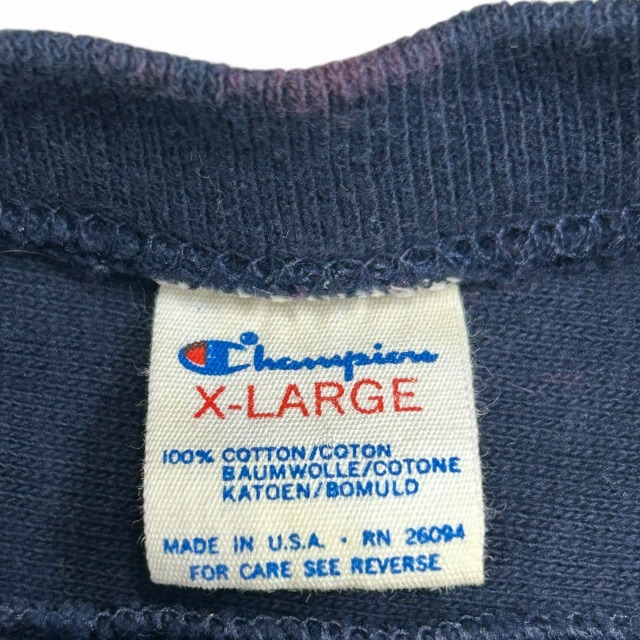 Champion
X-LARGE
100% COTTON/COTON
BAUMWOLLE/COTONE
KATOEN/BOMULD
MADE IN U.S.A. · RN 26094
FOR CARE SEE REVERSE